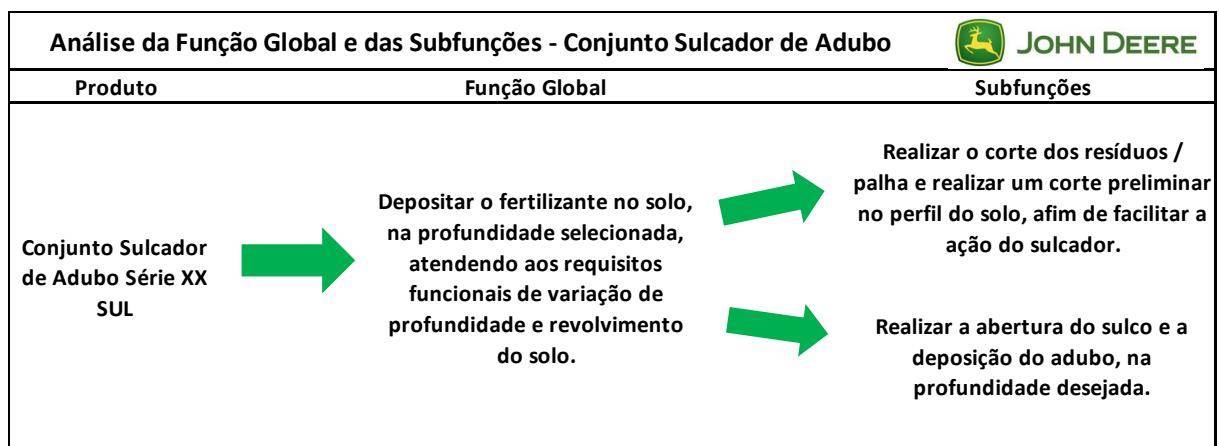 Análise da Função Global e das Subfunções - Conjunto Sulcador de Adubo
JOHN DEERE
Produto
Função Global
Subfunções
Conjunto Sulcador
de Adubo Série XX
SUL
Depositar o fertilizante no solo,
na profundidade selecionada,
atendendo aos requisitos
funcionais de variação de
profundidade e revolvimento
do solo.
Realizar o corte dos resíduos /
palha e realizar um corte preliminar
no perfil do solo, afim de facilitar a
ação do sulcador.
Realizar a abertura do sulco e a
deposição do adubo, na
profundidade desejada.